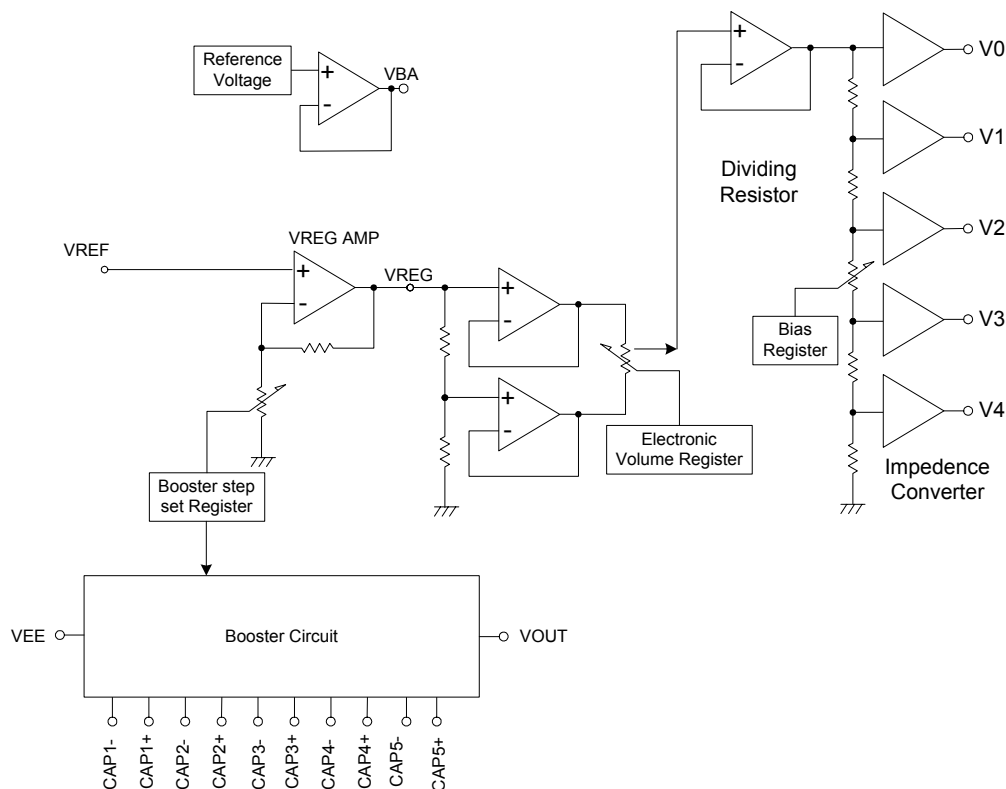 Reference
Voltage
+
-
VBA
+
-
V0
V1
V2
V3
V4
Dividing
Resistor
Bias
Register
Impedence
Converter
VREF
VREG AMP
+
-
VREG
+
-
+
-
Electronic
Volume Register
Booster step
set Register
VEE
Booster Circuit
VOUT
CAP1-
CAP1+
CAP2-
CAP2+
CAP3-
CAP3+
CAP4-
CAP4+
CAP5-
CAP5+